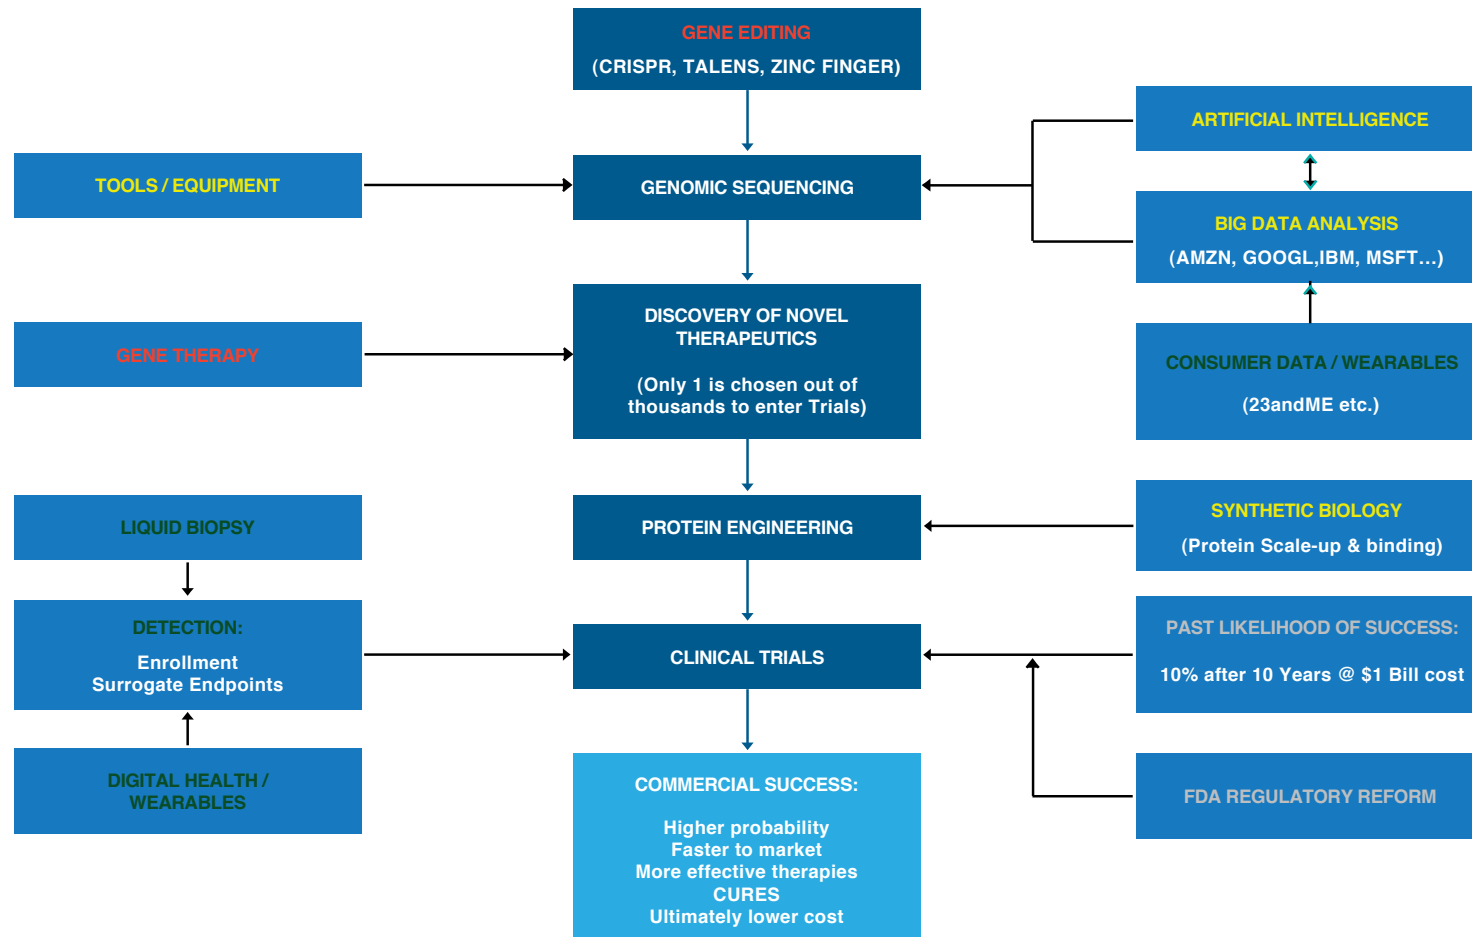 GENE EDITING
(CRISPR, TALENS, ZINC FINGER)
ARTIFICIAL INTELLIGENCE
TOOLS / EQUIPMENT
GENOMIC SEQUENCING
BIG DATA ANALYSIS
(AMZN, GOOGL,IBM, MSFT...)
GENE THERAPY
DISCOVERY OF NOVEL
THERAPEUTICS
(Only 1 is chosen out of
thousands to enter Trials)
CONSUMER DATA / WEARABLES
(23andME etc.)
LIQUID BIOPSY
PROTEIN ENGINEERING
SYNTHETIC BIOLOGY
(Protein Scale-up & binding)
DETECTION:
Enrollment
Surrogate Endpoints
CLINICAL TRIALS
PAST LIKELIHOOD OF SUCCESS:
10% after 10 Years @ $1 Bill cost
DIGITAL HEALTH /
WEARABLES
COMMERCIAL SUCCESS:
Higher probability
Faster to market
More effective therapies
CURES
Ultimately lower cost
FDA REGULATORY REFORM